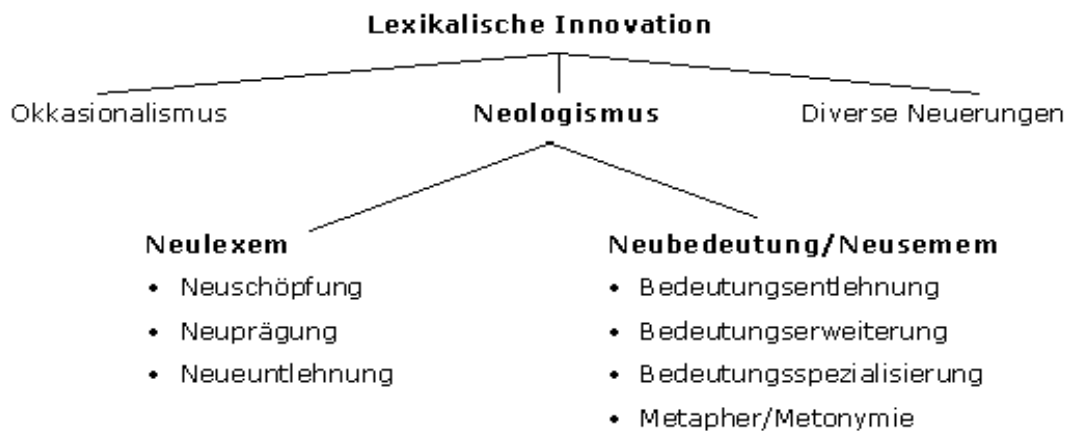 Lexikalische Innovation
Okkasionalismus Neologismus Diverse Neuerungen
Neulexem Neubedeutung/Neusemem
• Neuschöpfung • Bedeutungsentlehnung
• Neuprägung • Bedeutungserweiterung
• Neueuntlehnung • Bedeutungsspezialisierung
• Metapher/Metonymie